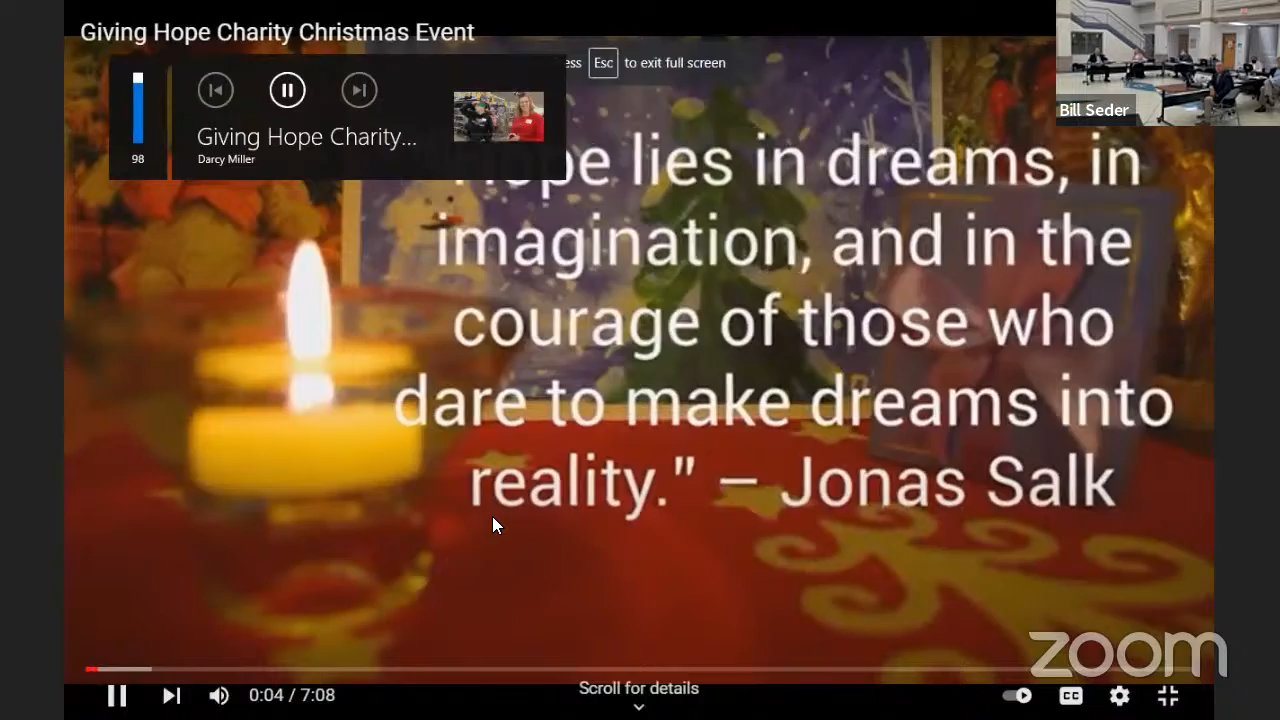 Giving Hope Charity Christmas Event
Esc to exit full screen
Bill Seder
98
Giving Hope Charity...
Darcy Miller
lies in dreams, in
imagination, and in the
courage of those who
dare to make dreams into
reality.” – Jonas Salk
zoom
0:04 / 7:08
Scroll for details
CC